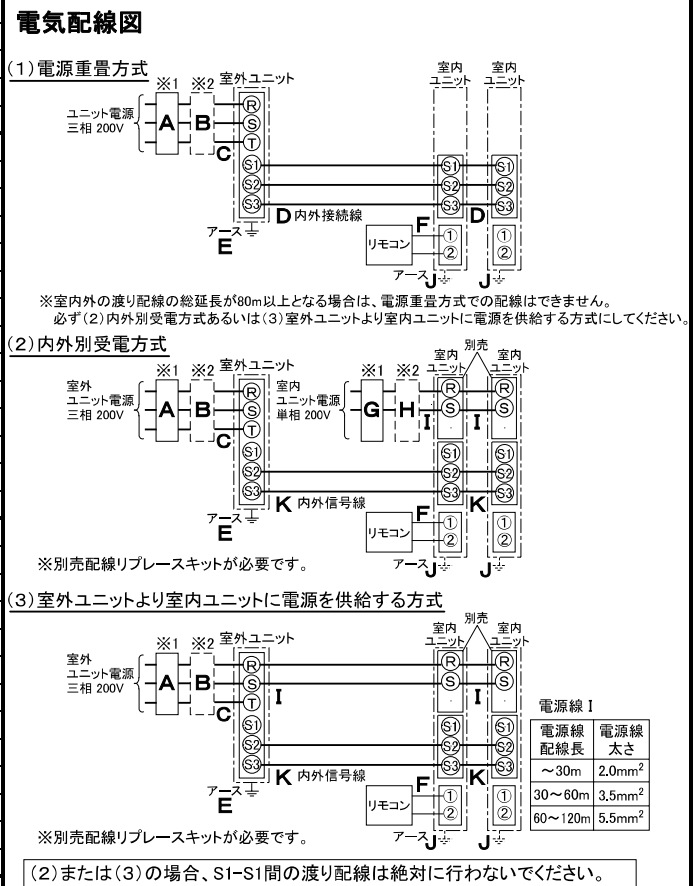 電気配線図
(1)電源重畳方式
※1 ※2 室外ユニット
室内ユニット
室内ユニット
ユニット電源
三相 200V
A
B
C
R
S
T
S1
S2
S3
S1
S2
S3
S1
S2
S3
D 内外接続線
D
F
リモコン
①
②
①
②
アース
E
アース J
J
※室内外の渡り配線の総延長が80m以上となる場合は、電源重畳方式での配線はできません。
必ず(2)内外別受電方式あるいは(3)室外ユニットより室内ユニットに電源を供給する方式にしてください。
(2)内外別受電方式
※1 ※2 室外ユニット
※1 ※2
室内ユニット
別売
室内ユニット
室外
ユニット電源
三相 200V
A
B
C
R
S
T
S1
S2
S3
室内
ユニット電源
単相 200V
G
H
I
I
R
S
S1
S2
S3
R
S
S1
S2
S3
K 内外信号線
K
F
リモコン
①
②
①
②
アース
E
アース J
J
※別売配線リプレースキットが必要です。
(3)室外ユニットより室内ユニットに電源を供給する方式
※1 ※2 室外ユニット
室内ユニット
別売
室内ユニット
室外
ユニット電源
三相 200V
A
B
C
R
S
T
S1
S2
S3
I
I
R
S
S1
S2
S3
R
S
S1
S2
S3
K 内外信号線
K
F
リモコン
①
②
①
②
アース
E
アース J
J
※別売配線リプレースキットが必要です。
電源線 I
電源線配線長 電源線太さ
～30m 2.0mm²
30～60m 3.5mm²
60～120m 5.5mm²
(2)または(3)の場合、S1-S1間の渡り配線は絶対に行わないでください。